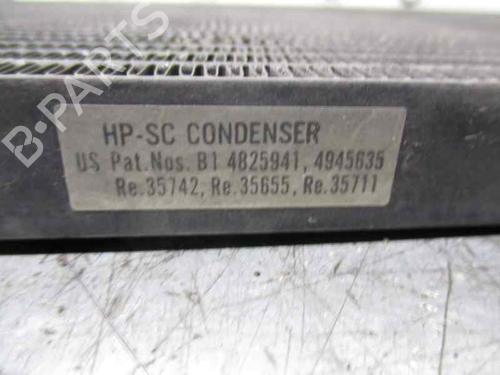 HP-SC CONDENSER
US Pat.Nos. B1 4825941, 4945635
Re.35742, Re.35655, Re.35711
B-PARTS